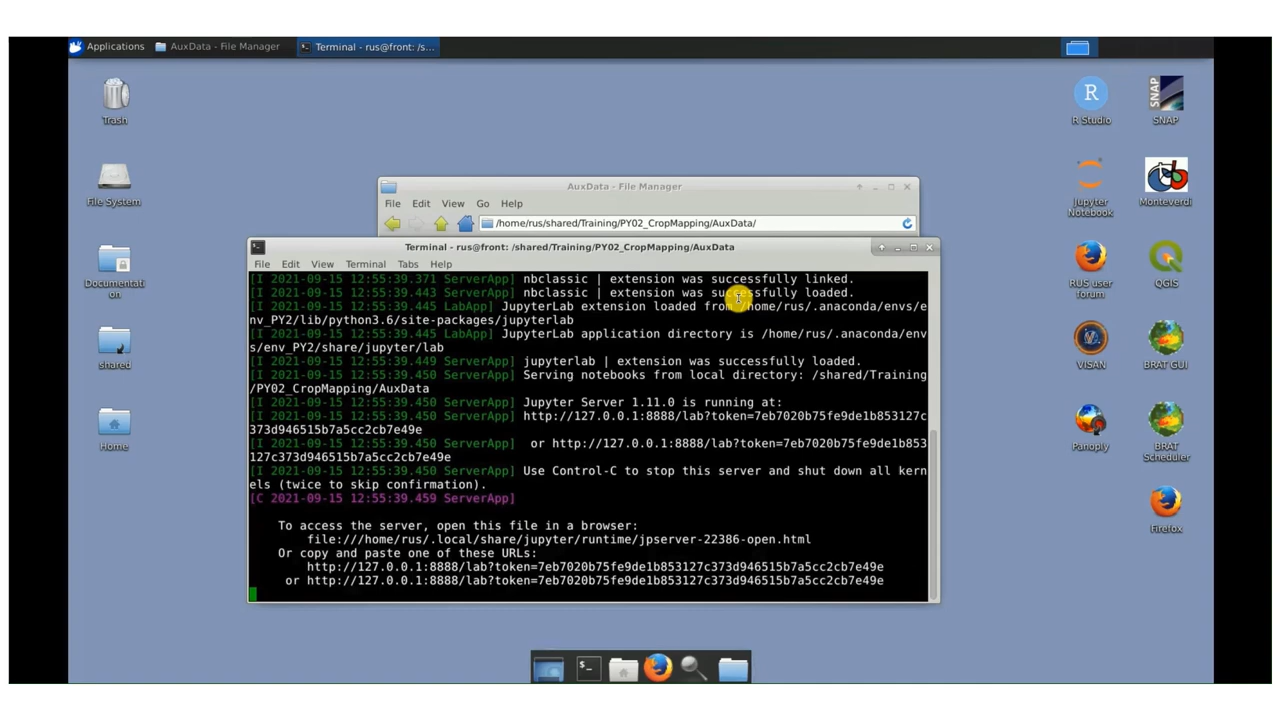 Applications
AuxData - File Manager
Terminal - rus@front: /s...
Trash
File System
Documentati
on
shared
Home
R Studio
SNAP
SNAP
Jupyter
Notebook
Monteverdi
RUS user
forum
QGIS
VISAN
BRAT GUI
Panoply
BRAT
Scheduler
Firefox
AuxData - File Manager
File Edit View Go Help
/home/rus/shared/Training/PY02_CropMapping/AuxData/
Terminal - rus@front: /shared/Training/PY02_CropMapping/AuxData
File Edit View Terminal Tabs Help
[I 2021-09-15 12:55:39.371 ServerApp] nbclassic | extension was successfully linked.
[I 2021-09-15 12:55:39.443 ServerApp] nbclassic | extension was successfully loaded.
[I 2021-09-15 12:55:39.445 LabApp] JupyterLab extension loaded from /home/rus/.anaconda/envs/e
nv_PY2/lib/python3.6/site-packages/jupyterlab
[I 2021-09-15 12:55:39.445 LabApp] JupyterLab application directory is /home/rus/.anaconda/env
s/env_PY2/share/jupyter/lab
[I 2021-09-15 12:55:39.449 ServerApp] jupyterlab | extension was successfully loaded.
[I 2021-09-15 12:55:39.450 ServerApp] Serving notebooks from local directory: /shared/Training
/PY02_CropMapping/AuxData
[I 2021-09-15 12:55:39.450 ServerApp] Jupyter Server 1.11.0 is running at:
[I 2021-09-15 12:55:39.450 ServerApp] http://127.0.0.1:8888/lab?token=7eb7020b75fe9de1b853127c
373d946515b7a5cc2cb7e49e
[I 2021-09-15 12:55:39.450 ServerApp]  or http://127.0.0.1:8888/lab?token=7eb7020b75fe9de1b853
127c373d946515b7a5cc2cb7e49e
[I 2021-09-15 12:55:39.450 ServerApp] Use Control-C to stop this server and shut down all kern
els (twice to skip confirmation).
[C 2021-09-15 12:55:39.459 ServerApp]
To access the server, open this file in a browser:
file:///home/rus/.local/share/jupyter/runtime/jpserver-22386-open.html
Or copy and paste one of these URLs:
http://127.0.0.1:8888/lab?token=7eb7020b75fe9de1b853127c373d946515b7a5cc2cb7e49e
or http://127.0.0.1:8888/lab?token=7eb7020b75fe9de1b853127c373d946515b7a5cc2cb7e49e